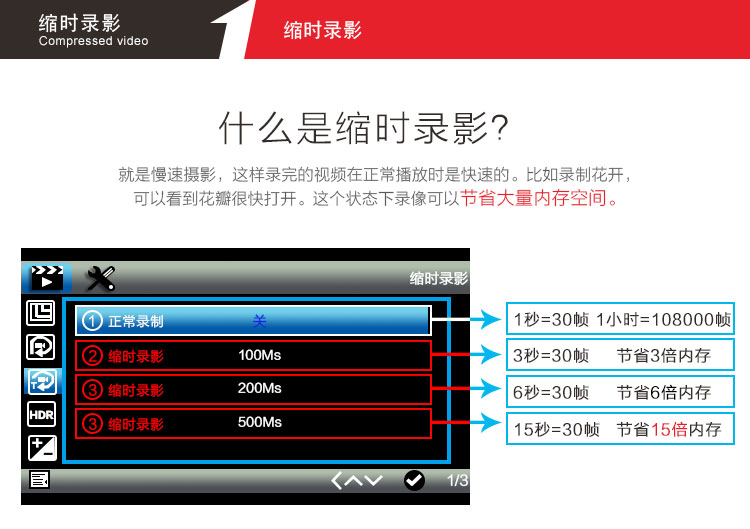 缩时录影
Compressed video
缩时录影
什么是缩时录影?
就是慢速摄影，这样录完的视频在正常播放时是快速的。比如录制花开，
可以看到花瓣很快打开。这个状态下录像可以节省大量内存空间。
缩时录影
① 正常录制 关
1秒=30帧 1小时=108000帧
② 缩时录影 100Ms
3秒=30帧 节省3倍内存
③ 缩时录影 200Ms
6秒=30帧 节省6倍内存
③ 缩时录影 500Ms
15秒=30帧 节省15倍内存
T
HDR
1/3